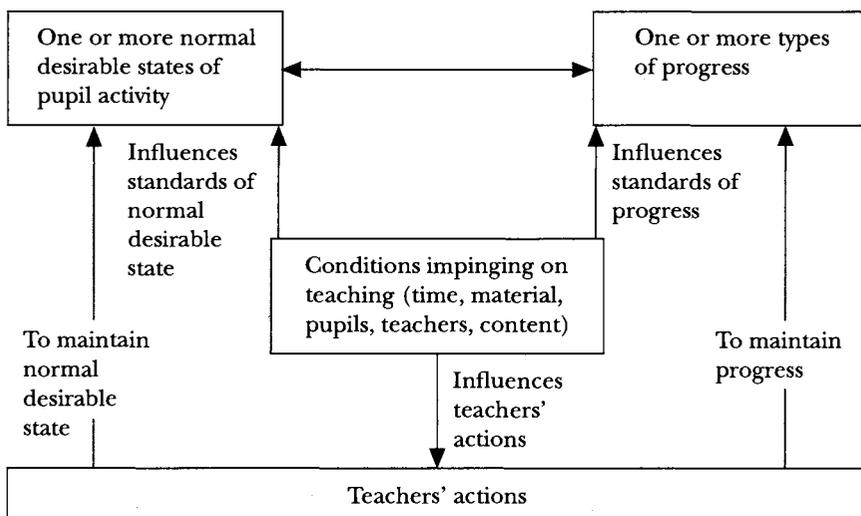 One or more normal
desirable states of
pupil activity
One or more types
of progress
Influences
standards of
normal
desirable
state
Influences
standards of
progress
Conditions impinging on
teaching (time, material,
pupils, teachers, content)
To maintain
normal
desirable
state
Influences
teachers’
actions
To maintain
progress
Teachers’ actions